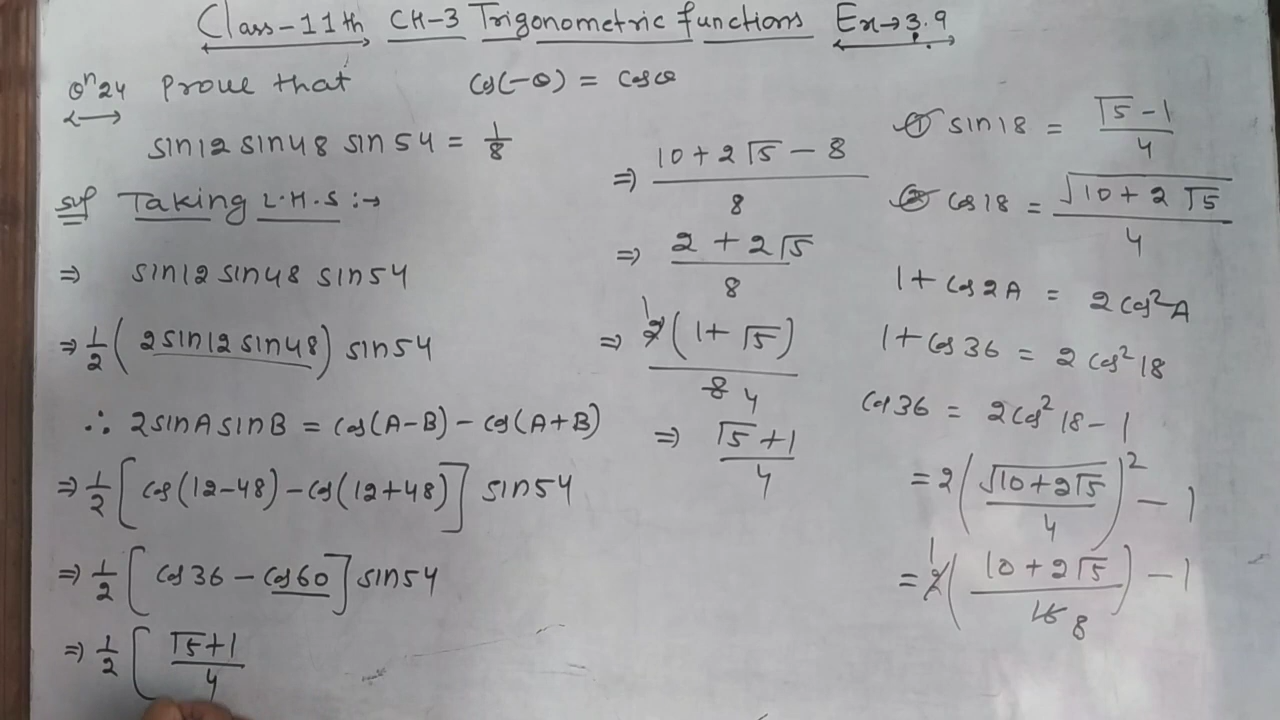 Class-11th CH-3 Trigonometric functions Ex→3.9
Qⁿ24 Prove that cos(-θ) = cosθ
sin12 sin48 sin54 = 1/8
Sol Taking L.H.S :→
⇒ sin12 sin48 sin54
⇒ 1/2 ( 2sin12 sin48 ) sin54
∴ 2sinA sinB = cos(A-B) - cos(A+B)
⇒ 1/2 [ cos(12-48) - cos(12+48) ] sin54
⇒ 1/2 [ cos36 - cos60 ] sin54
⇒ 1/2 [ (√5+1)/4
⇒ (10+2√5-8)/8
⇒ (2+2√5)/8
⇒ 2(1+√5)/8 1 4
⇒ (√5+1)/4
① sin18 = (√5-1)/4
② cos18 = √(10+2√5)/4
1+cos2A = 2cos²A
1+cos36 = 2cos²18
cos36 = 2cos²18-1
= 2(√(10+2√5)/4)² - 1
= 2((10+2√5)/16) - 1 1 8